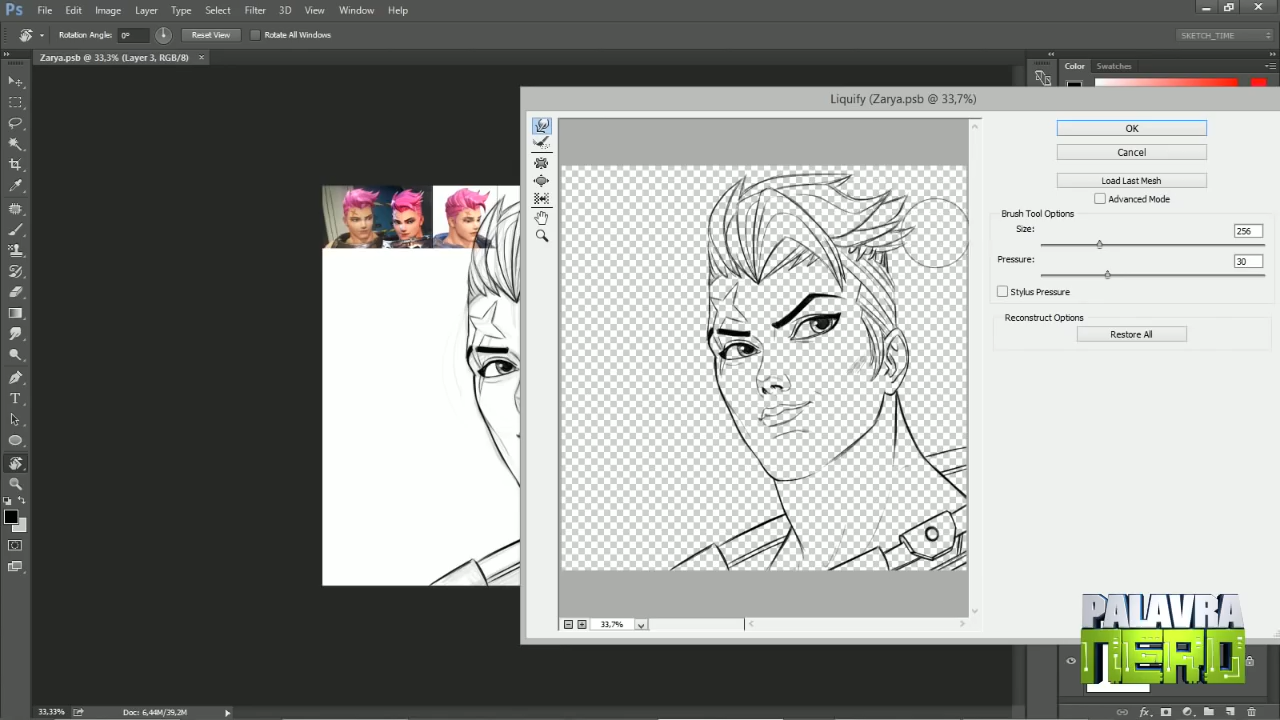 Ps File Edit Image Layer Type Select Filter 3D View Window Help
Rotation Angle: 0° Reset View Rotate All Windows SKETCH_TIME
Zarya.psb @ 33,3% (Layer 3, RGB/8) ×
Color Swatches
Liquify (Zarya.psb @ 33,7%)
OK
Cancel
Load Last Mesh
Advanced Mode
Brush Tool Options
Size: 256
Pressure: 30
Stylus Pressure
Reconstruct Options
Restore All
33,7%
PALAVRA
NERD
33,33% Doc: 6,44M/39,2M